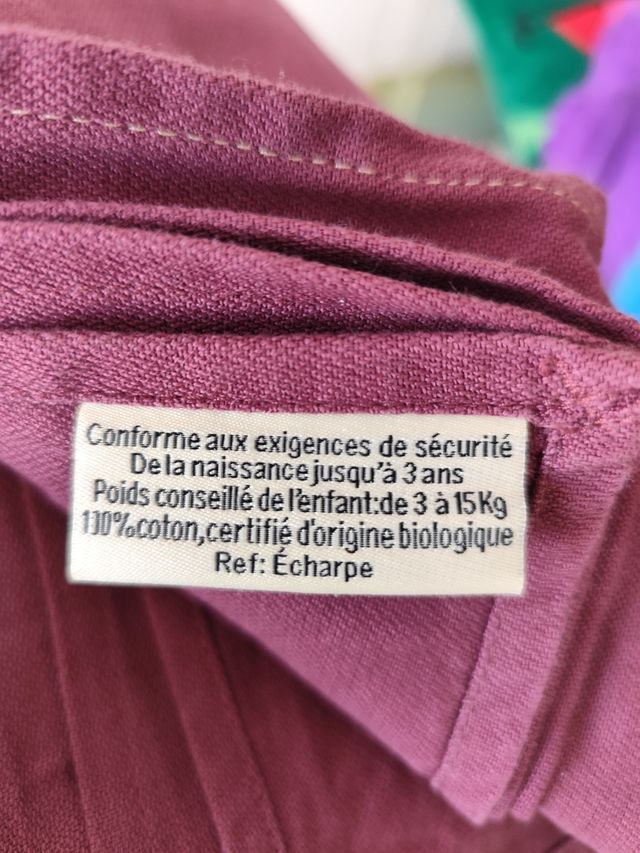 Conforme aux exigences de sécurité
De la naissance jusqu'à 3 ans
Poids conseillé de l'enfant:de 3 à 15Kg
100%coton,certifié d'origine biologique
Ref: Écharpe